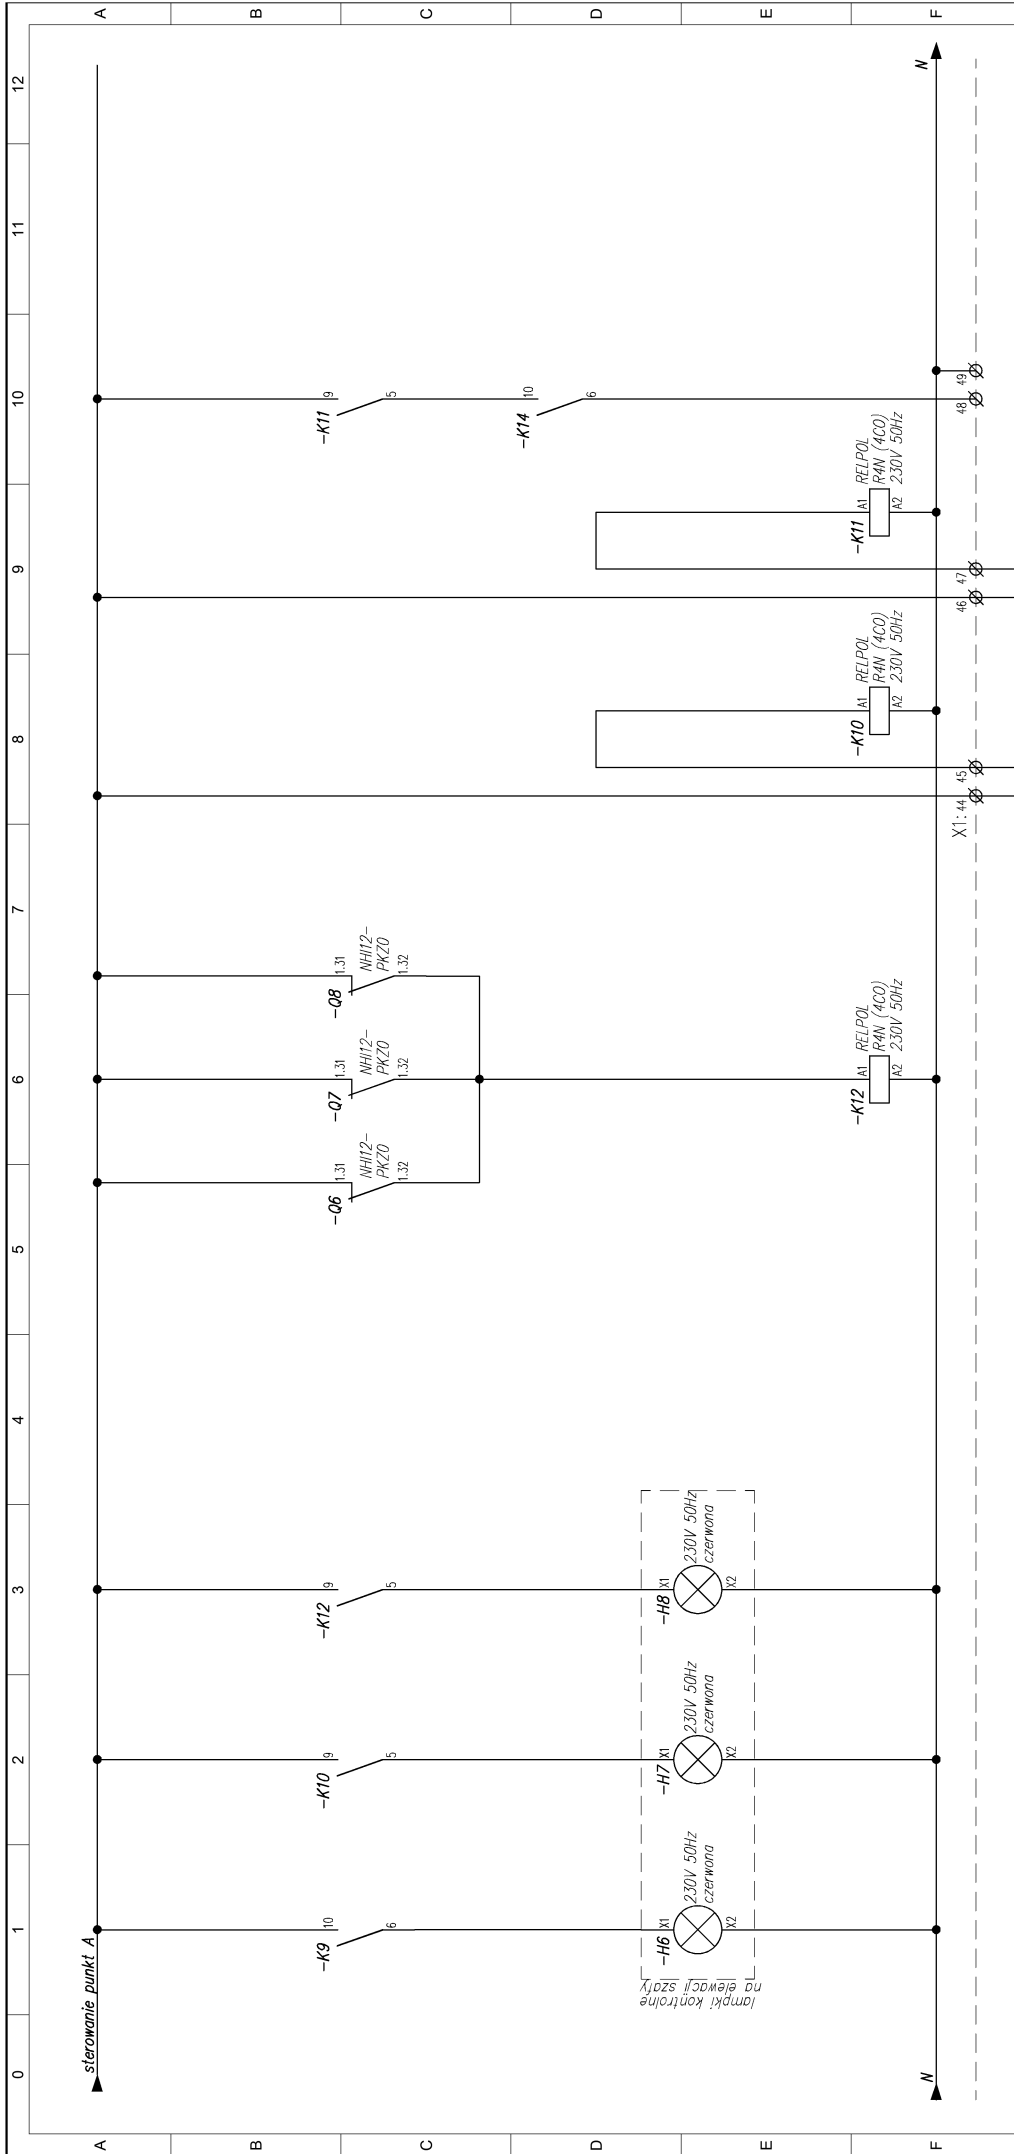 0
1
2
3
4
5
6
7
8
9
10
11
12
A
A
B
B
C
C
D
D
E
E
F
F
sterowanie punkt A
N
N
-K9
10
6
-H6
X1
X2
230V 50Hz
czerwona
lampki kontrolne
na elewacji szafy
-K10
9
5
-H7
X1
X2
230V 50Hz
czerwona
-K12
9
5
-H8
X1
X2
230V 50Hz
czerwona
-Q6
1.31
1.32
NHI12-
PKZ0
-Q7
1.31
1.32
NHI12-
PKZ0
-Q8
1.31
1.32
NHI12-
PKZ0
-K12
A1
A2
RELPOL
R4N (4CO)
230V 50Hz
X1:44
45
-K10
A1
A2
RELPOL
R4N (4CO)
230V 50Hz
46
47
-K11
A1
A2
RELPOL
R4N (4CO)
230V 50Hz
-K11
9
5
-K14
10
6
48
49